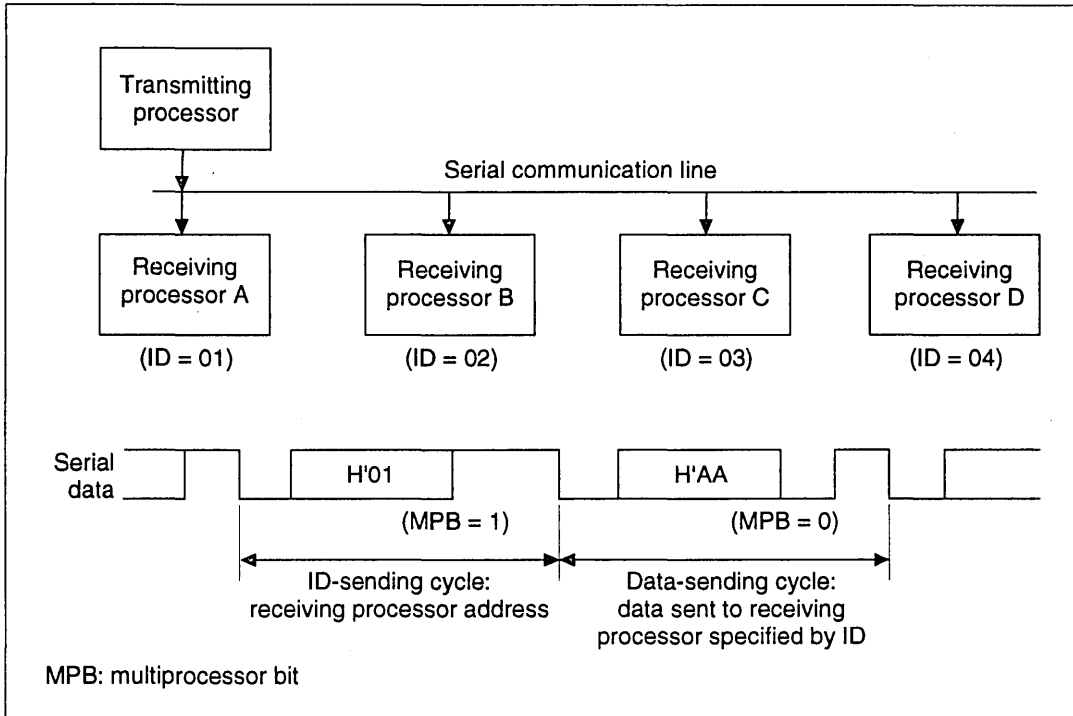 Transmitting
processor
Serial communication line
Receiving
processor A
Receiving
processor B
Receiving
processor C
Receiving
processor D
(ID = 01)
(ID = 02)
(ID = 03)
(ID = 04)
Serial
data
H'01
H'AA
(MPB = 1)
(MPB = 0)
ID-sending cycle:
receiving processor address
Data-sending cycle:
data sent to receiving
processor specified by ID
MPB: multiprocessor bit